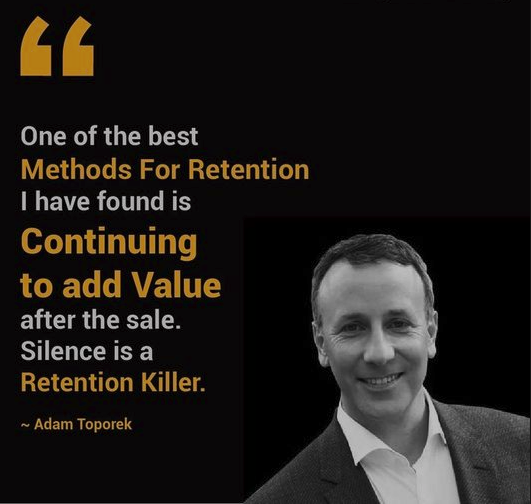 One of the best
Methods For Retention
I have found is
Continuing
to add Value
after the sale.
Silence is a
Retention Killer.
~ Adam Toporek